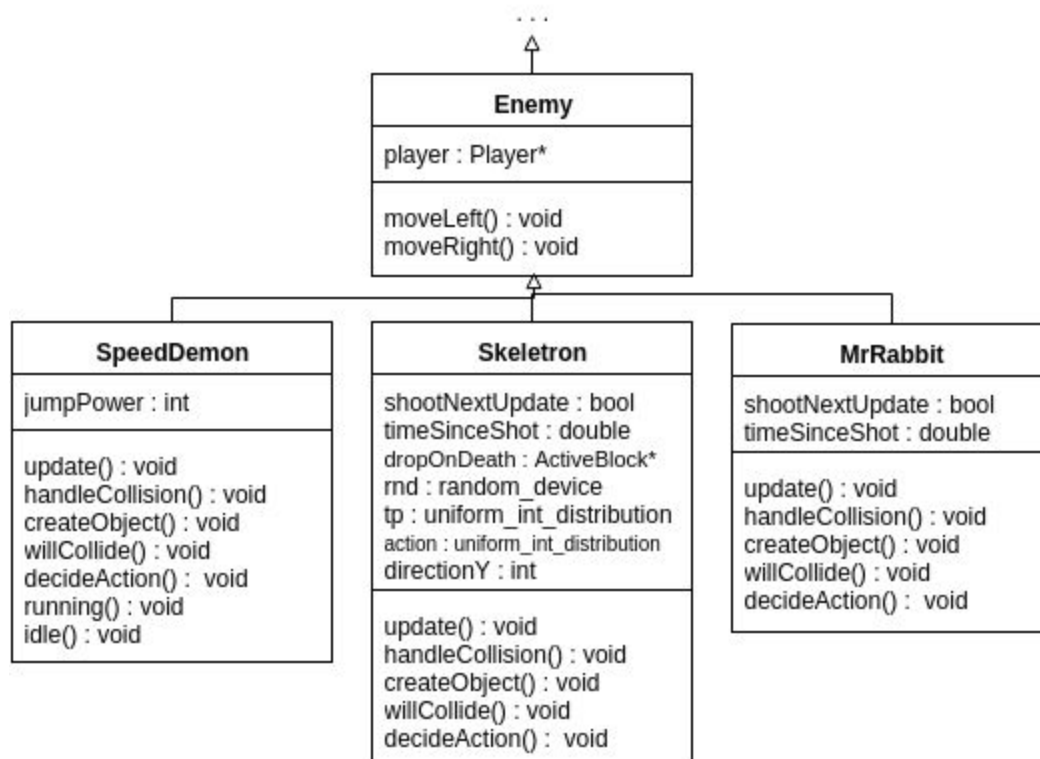 . . .
Enemy
player : Player*
moveLeft() : void
moveRight() : void
SpeedDemon
jumpPower : int
update() : void
handleCollision() : void
createObject() : void
willCollide() : void
decideAction() :  void
running() : void
idle() : void
Skeletron
shootNextUpdate : bool
timeSinceShot : double
dropOnDeath : ActiveBlock*
rnd : random_device
tp : uniform_int_distribution
action : uniform_int_distribution
directionY : int
update() : void
handleCollision() : void
createObject() : void
willCollide() : void
decideAction() :  void
MrRabbit
shootNextUpdate : bool
timeSinceShot : double
update() : void
handleCollision() : void
createObject() : void
willCollide() : void
decideAction() :  void